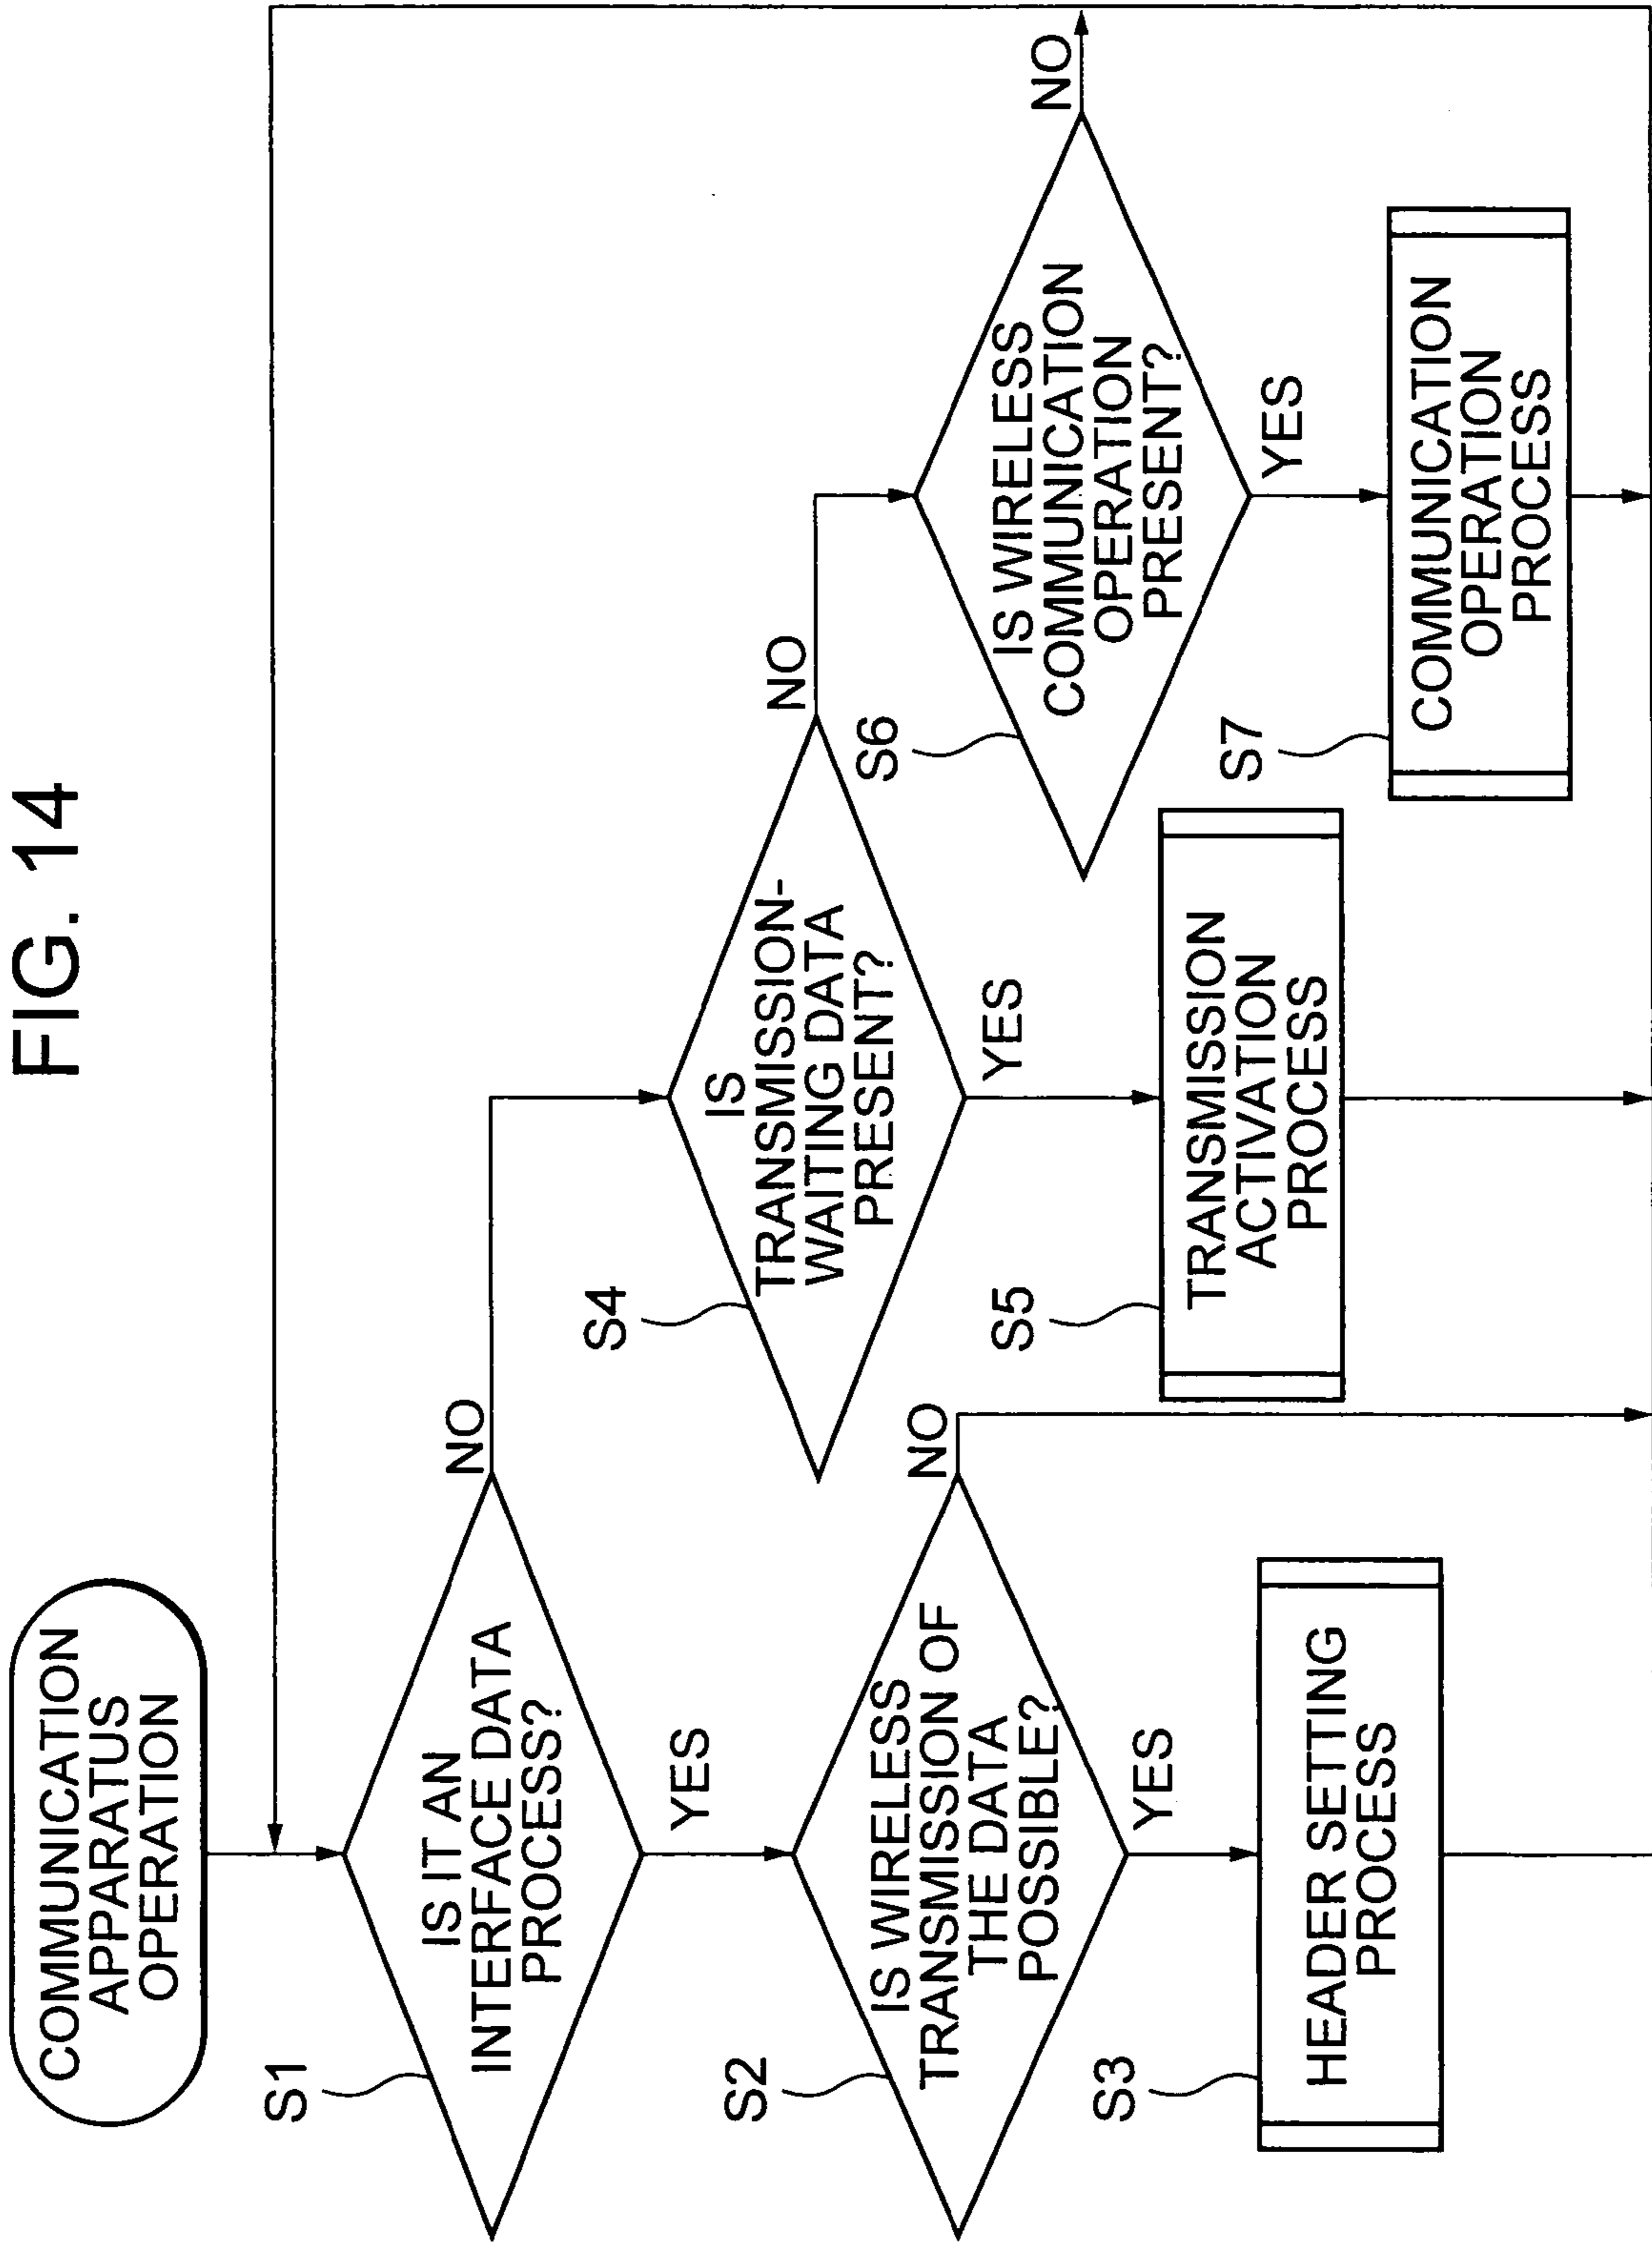 FIG. 14
COMMUNICATION
APPARATUS
OPERATION
S1
IS IT AN
INTERFACE DATA
PROCESS?
NO
YES
S2
IS WIRELESS
TRANSMISSION OF
THE DATA
POSSIBLE?
NO
YES
S3
HEADER SETTING
PROCESS
S4
IS
TRANSMISSION-
WAITING DATA
PRESENT?
NO
YES
S5
TRANSMISSION
ACTIVATION
PROCESS
S6
IS WIRELESS
COMMUNICATION
OPERATION
PRESENT?
NO
YES
S7
COMMUNICATION
OPERATION
PROCESS